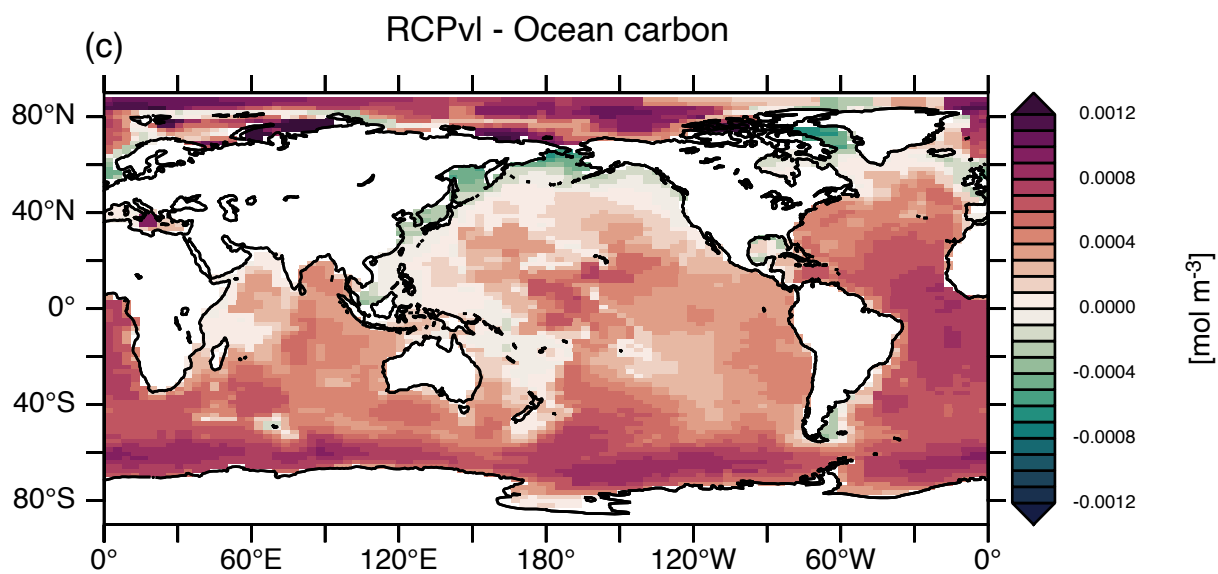 RCPvl - Ocean carbon
(c)
80°N
40°N
0°
40°S
80°S
0°
60°E
120°E
180°
120°W
60°W
0°
0.0012
0.0008
0.0004
0.0000
-0.0004
-0.0008
-0.0012
[mol m⁻³]